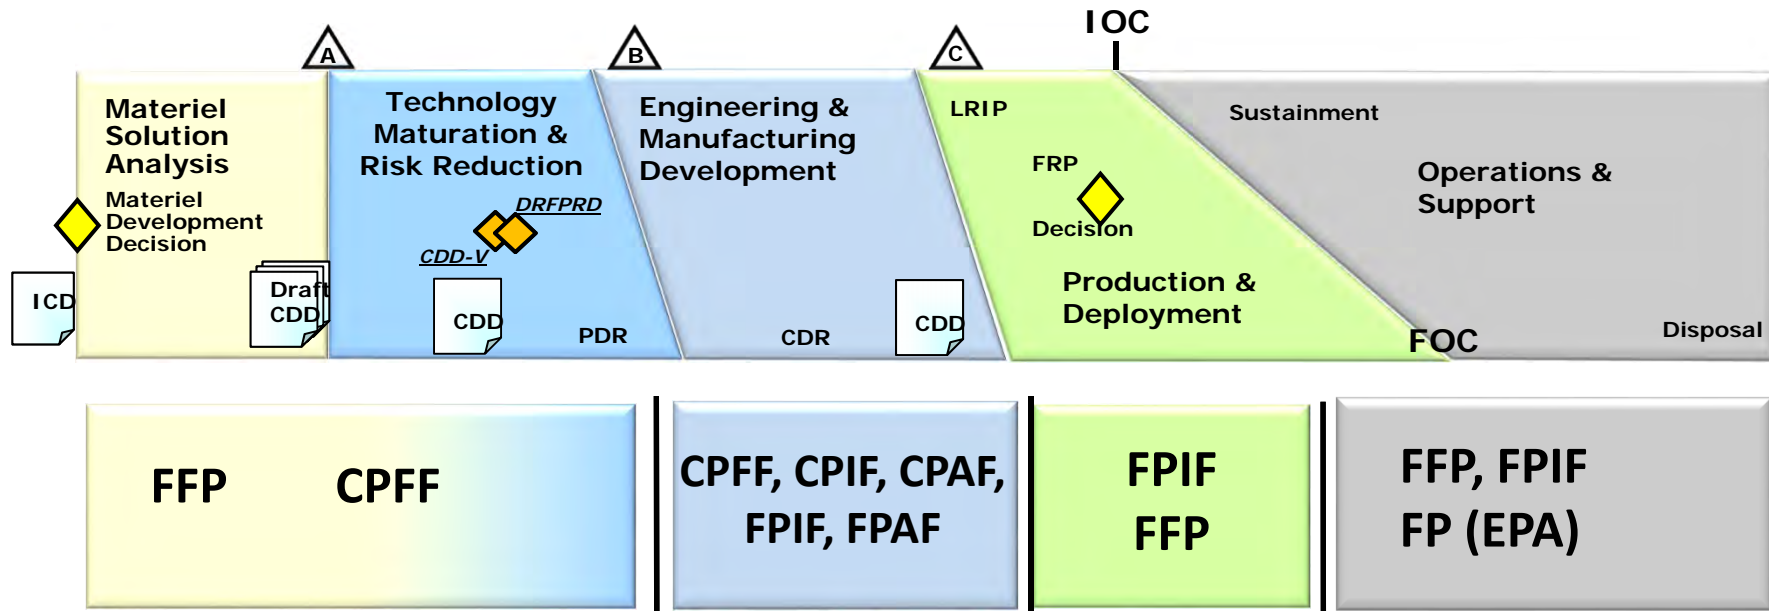 IOC
A
B
C
Materiel
Solution
Analysis
Materiel
Development
Decision
ICD
Draft
CDD
Technology
Maturation &
Risk Reduction
DRFPRD
CDD-V
CDD
PDR
Engineering &
Manufacturing
Development
CDR
CDD
LRIP
FRP
Decision
Production &
Deployment
FOC
Sustainment
Operations &
Support
Disposal
FFP CPFF
CPFF, CPIF, CPAF,
FPIF, FPAF
FPIF
FFP
FFP, FPIF
FP (EPA)